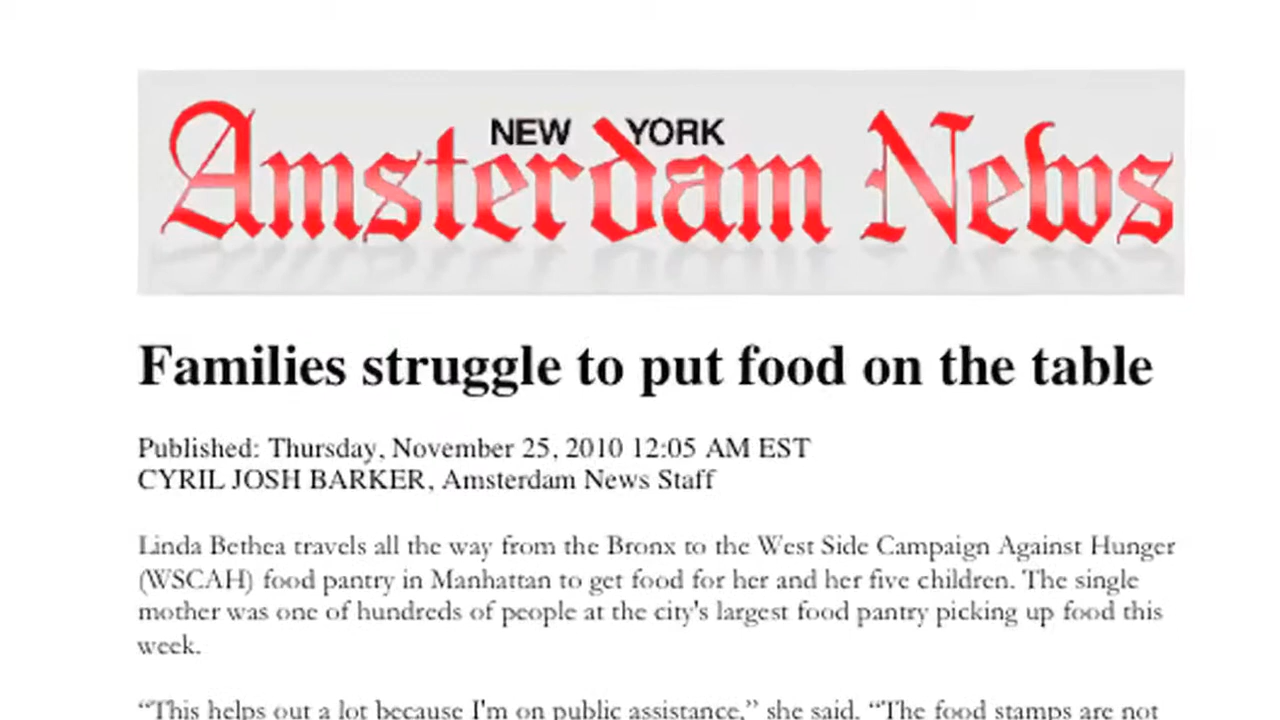 NEW YORK
Amsterdam News
Families struggle to put food on the table
Published: Thursday, November 25, 2010 12:05 AM EST
CYRIL JOSH BARKER, Amsterdam News Staff
Linda Bethea travels all the way from the Bronx to the West Side Campaign Against Hunger
(WSCAH) food pantry in Manhattan to get food for her and her five children. The single
mother was one of hundreds of people at the city's largest food pantry picking up food this
week.
“This helps out a lot because I'm on public assistance,” she said. “The food stamps are not